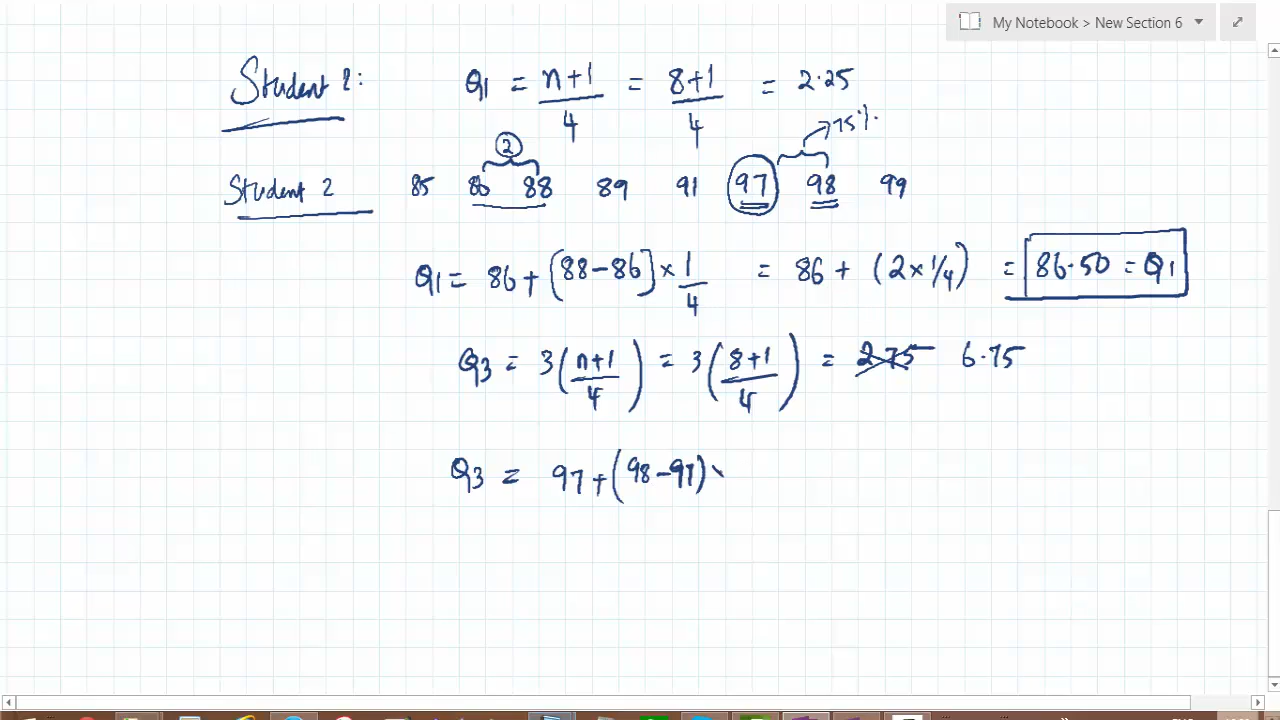 My Notebook > New Section 6
Student 2:
Q1 = n+1/4 = 8+1/4 = 2.25
75%
2
Student 2 85 86 88 89 91 97 98 99
Q1 = 86 + (88-86] × 1/4 = 86 + (2×1/4) = 86.50 = Q1
Q3 = 3(n+1/4) = 3(8+1/4) = 2.75 6.75
Q3 = 97+(98-97)